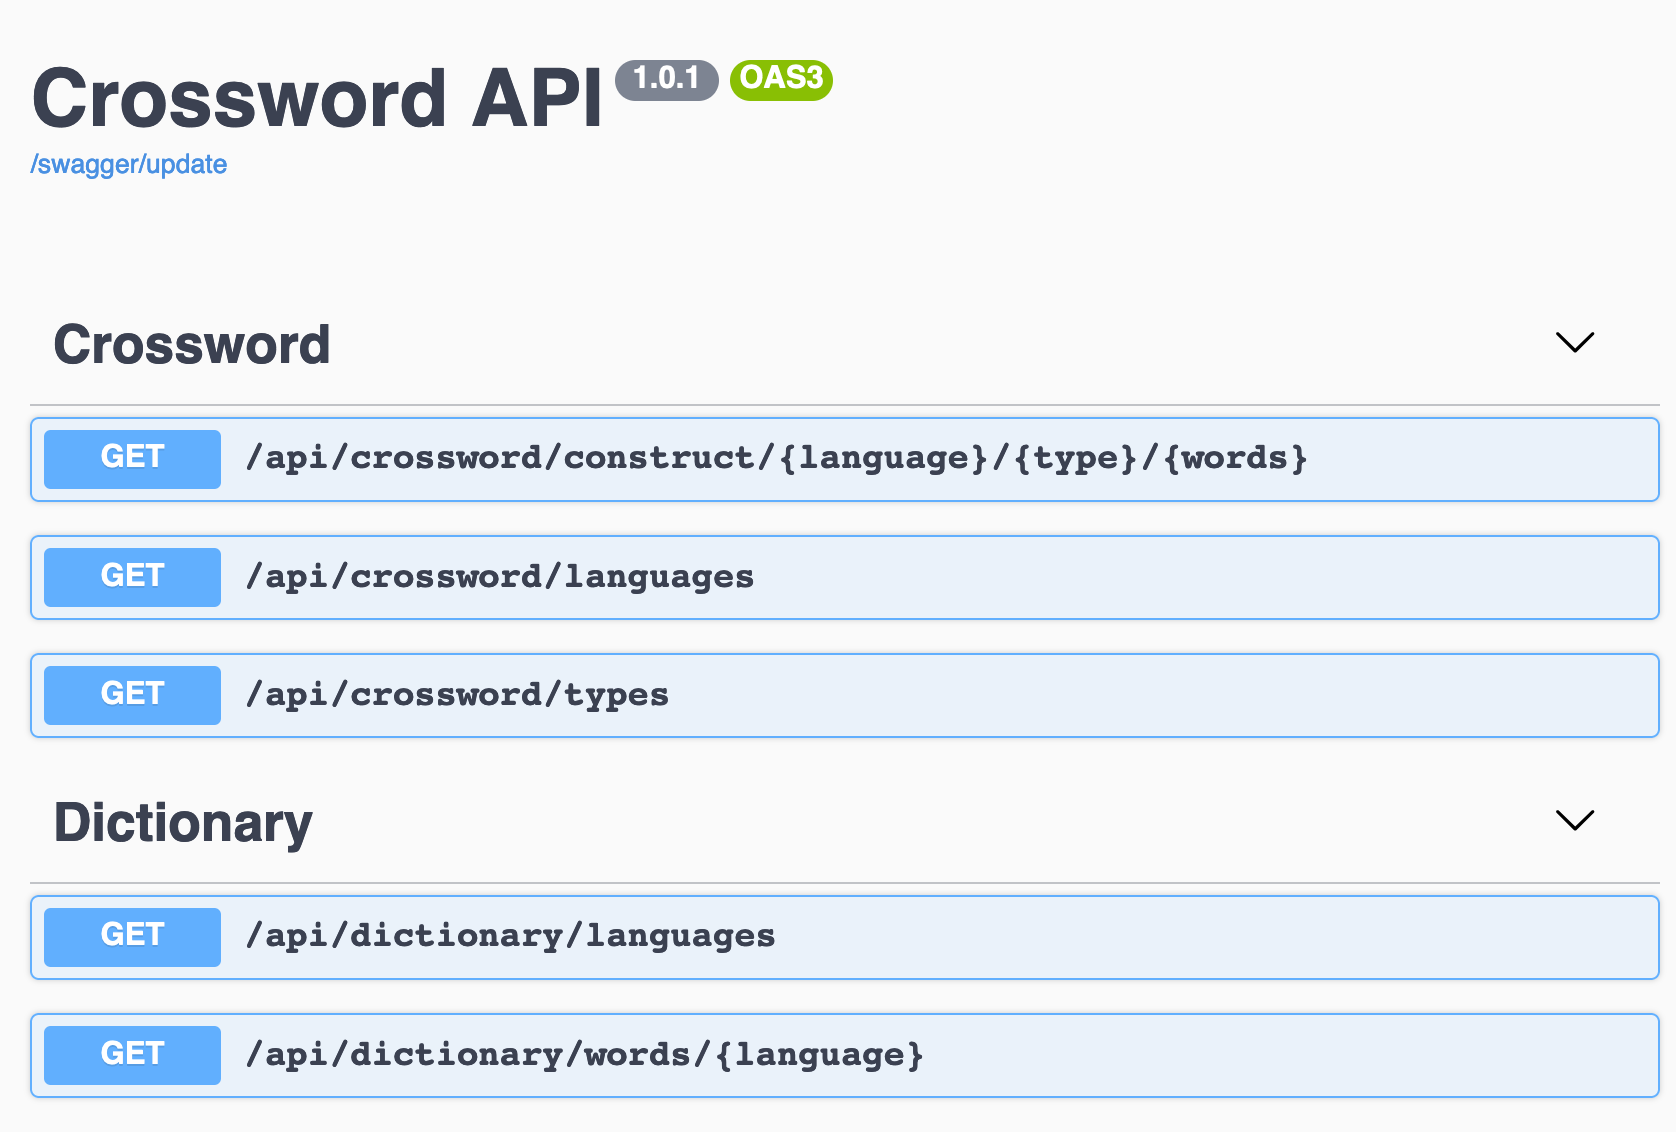 Crossword API 1.0.1 OAS3
/swagger/update
Crossword
GET /api/crossword/construct/{language}/{type}/{words}
GET /api/crossword/languages
GET /api/crossword/types
Dictionary
GET /api/dictionary/languages
GET /api/dictionary/words/{language}